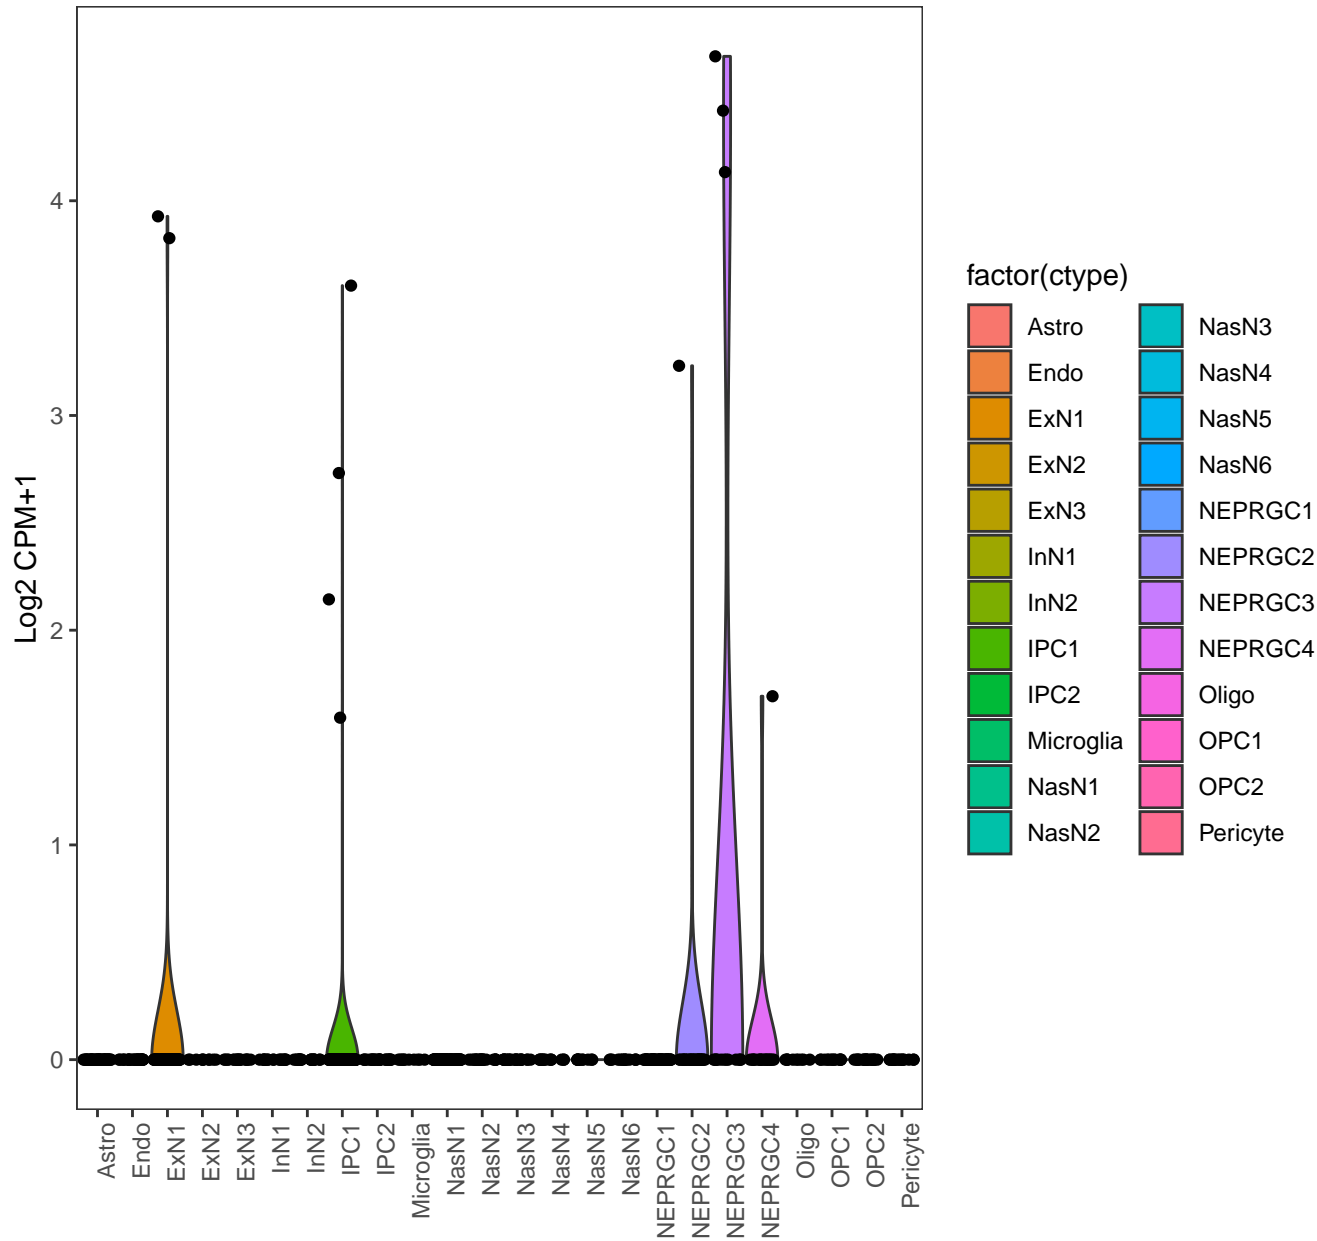 Log2 CPM+1
4
3
2
1
0
Astro
Endo
ExN1
ExN2
ExN3
InN1
InN2
IPC1
IPC2
Microglia
NasN1
NasN2
NasN3
NasN4
NasN5
NasN6
NEPRGC1
NEPRGC2
NEPRGC3
NEPRGC4
Oligo
OPC1
OPC2
Pericyte
factor(ctype)
Astro
Endo
ExN1
ExN2
ExN3
InN1
InN2
IPC1
IPC2
Microglia
NasN1
NasN2
NasN3
NasN4
NasN5
NasN6
NEPRGC1
NEPRGC2
NEPRGC3
NEPRGC4
Oligo
OPC1
OPC2
Pericyte